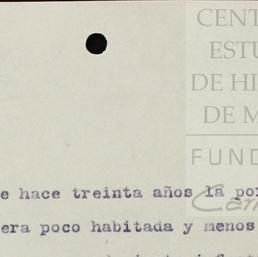 CENT
ESTU
DE HI
DE M
FUND
e hace treinta años la po
era poco habitada y menos